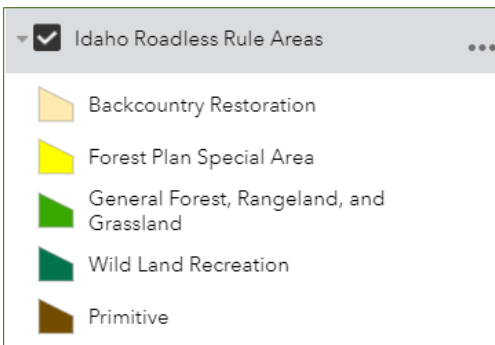 Idaho Roadless Rule Areas
Backcountry Restoration
Forest Plan Special Area
General Forest, Rangeland, and
Grassland
Wild Land Recreation
Primitive